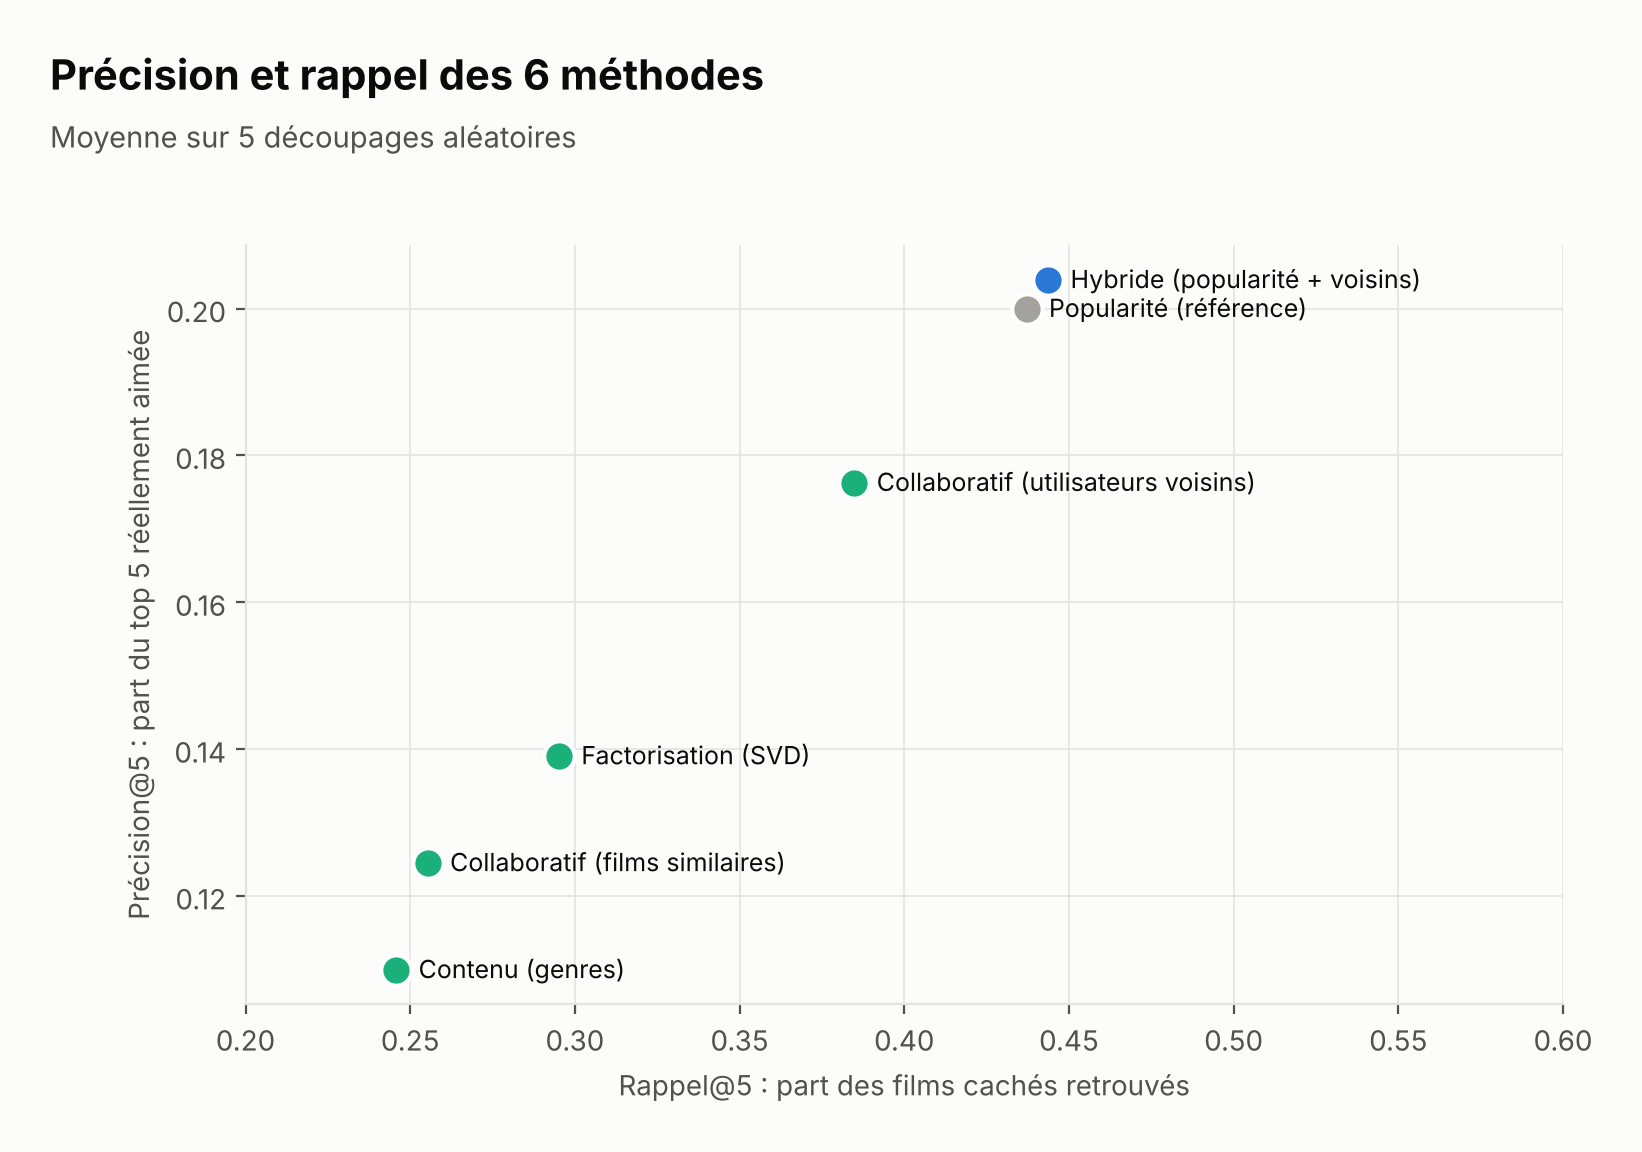 Précision et rappel des 6 méthodes
Moyenne sur 5 découpages aléatoires
Précision@5 : part du top 5 réellement aimée
0.20
0.18
0.16
0.14
0.12
Hybride (popularité + voisins)
Popularité (référence)
Collaboratif (utilisateurs voisins)
Factorisation (SVD)
Collaboratif (films similaires)
Contenu (genres)
0.20 0.25 0.30 0.35 0.40 0.45 0.50 0.55 0.60
Rappel@5 : part des films cachés retrouvés